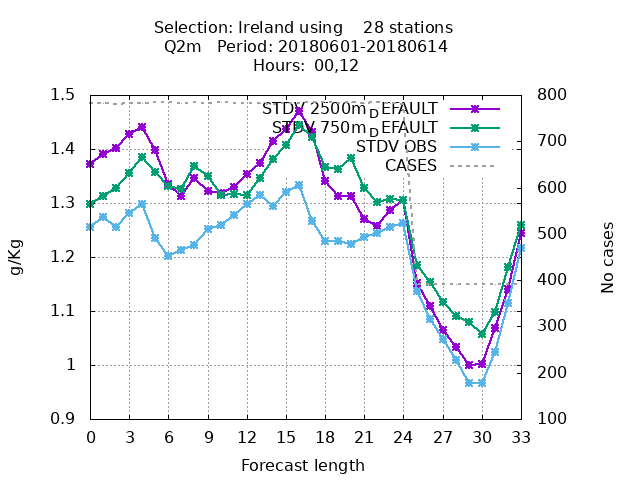 Selection: Ireland using 28 stations
Q2m Period: 20180601-20180614
Hours: 00,12
1.5
1.4
1.3
1.2
1.1
1
0.9
800
700
600
500
400
300
200
100
STDV 2500m_DEFAULT
STDV 750m_DEFAULT
STDV OBS
CASES
g/Kg
No cases
0 3 6 9 12 15 18 21 24 27 30 33
Forecast length